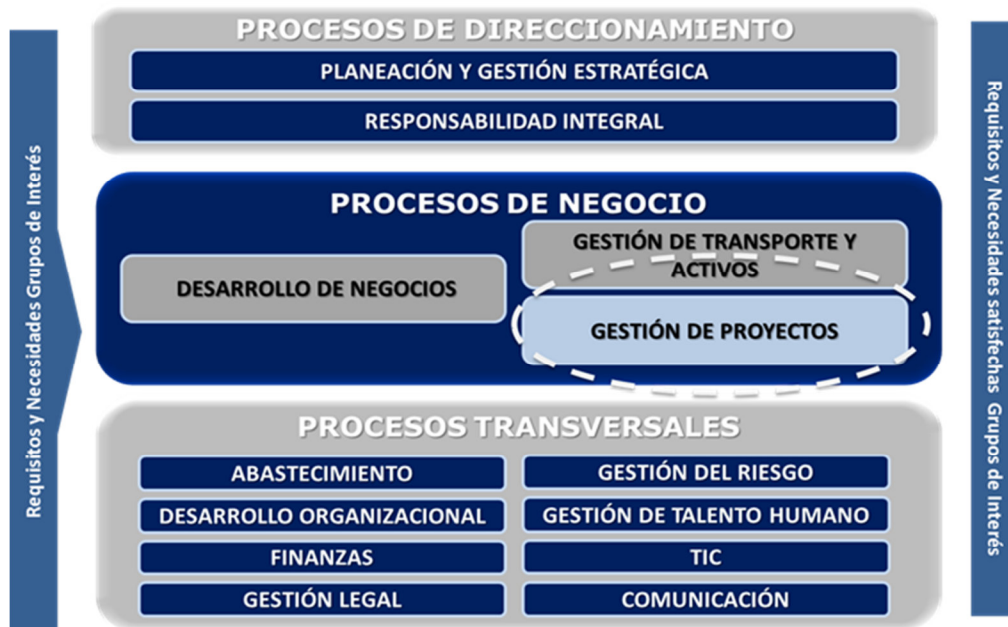 Requisitos y Necesidades Grupos de Interés
PROCESOS DE DIRECCIONAMIENTO
PLANEACIÓN Y GESTIÓN ESTRATÉGICA
RESPONSABILIDAD INTEGRAL
PROCESOS DE NEGOCIO
DESARROLLO DE NEGOCIOS
GESTIÓN DE TRANSPORTE Y
ACTIVOS
GESTIÓN DE PROYECTOS
PROCESOS TRANSVERSALES
ABASTECIMIENTO
GESTIÓN DEL RIESGO
DESARROLLO ORGANIZACIONAL
GESTIÓN DE TALENTO HUMANO
FINANZAS
TIC
GESTIÓN LEGAL
COMUNICACIÓN
Requisitos y Necesidades satisfechas Grupos de Interés